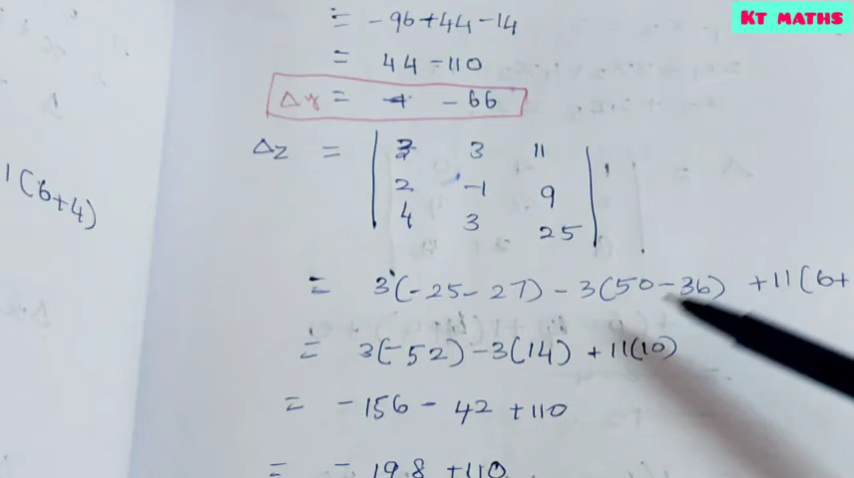 KT MATHS
= -96+44-14
= 44-110
Δy = -66
1(6+4)
Δz = | 3 3 11 |
| 2 -1 9 |
| 4 3 25 |
= 3(-25-27) -3(50-36) +11(6+
= 3(-52) -3(14) +11(10)
= -156 - 42 +110
= -198 +110